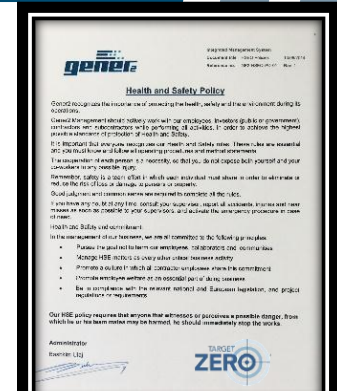 gener2
Integrated Management System
Health and Safety Policy
Gener2 recognizes the importance of protecting the health, safety and the environment during its
operations.
Gener2 Management should actively work with our employees, investors (public or government),
contractors and subcontractors while performing all activities, in order to achieve the highest
possible standards of protection of Health and Safety.
It is important that everyone recognizes our Health and Safety rules. These rules are essential
and you must know and follow all operating procedures and method statements.
The cooperation of each person is a necessity, so that you do not expose both yourself and your
co-workers to any possible injury.
Remember, safety is a team effort in which each individual must share in order to eliminate or
reduce the risk of loss or damage to persons or property.
Good judgment and common sense are required to complete all the rules.
If you have any doubt at any time, consult your supervisor, report all accidents, injuries and near
misses as soon as possible to your supervisors, and activate the emergency procedure in case
of need.
Health and Safety and commitment:
In the management of our business, we are all committed to the following principles:
• Pursue the goal not to harm our employees, collaborators and communities
• Manage HSE matters as every other critical business activity
• Promote a culture in which all contractor employees share this commitment
• Promote employee welfare as an essential part of doing business
• Be in compliance with the relevant national and European legislation, and project
regulations or requirements
Our HSE policy requires that anyone that witnesses or perceives a possible danger, from
which he or his team mates may be harmed, he should immediately stop the works.
Administrator
Bashkim Ulaj
TARGET
ZERO